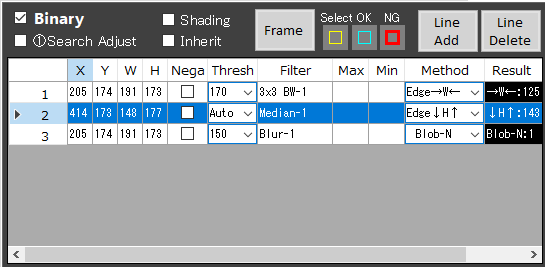 Binary Shading Frame Select OK NG Line Add Line Delete
①Search Adjust Inherit
X Y W H Nega Thresh Filter Max Min Method Result
1 205 174 191 173 170 3x3 BW-1 Edge→W← →W←:125
2 414 173 148 177 Auto Median-1 Edge↓H↑ ↓H↑:143
3 205 174 191 173 150 Blur-1 Blob-N Blob-N:1